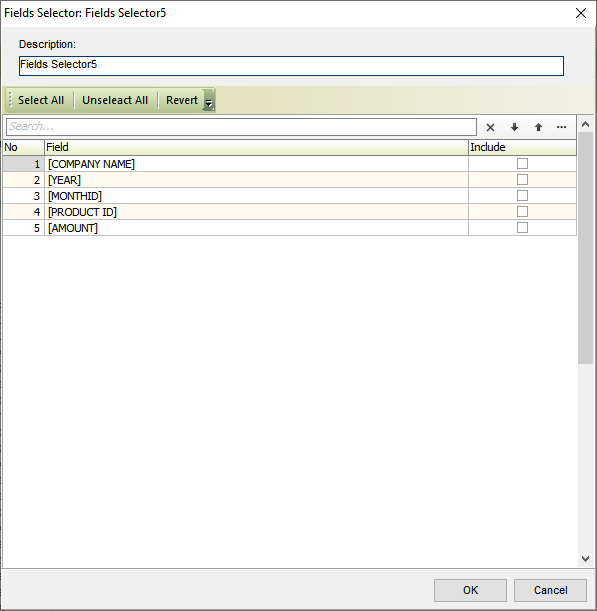 Fields Selector: Fields Selector5
Description:
Fields Selector5
Select All Unseleact All Revert
Search...
No Field Include
1 [COMPANY NAME]
2 [YEAR]
3 [MONTHID]
4 [PRODUCT ID]
5 [AMOUNT]
OK Cancel